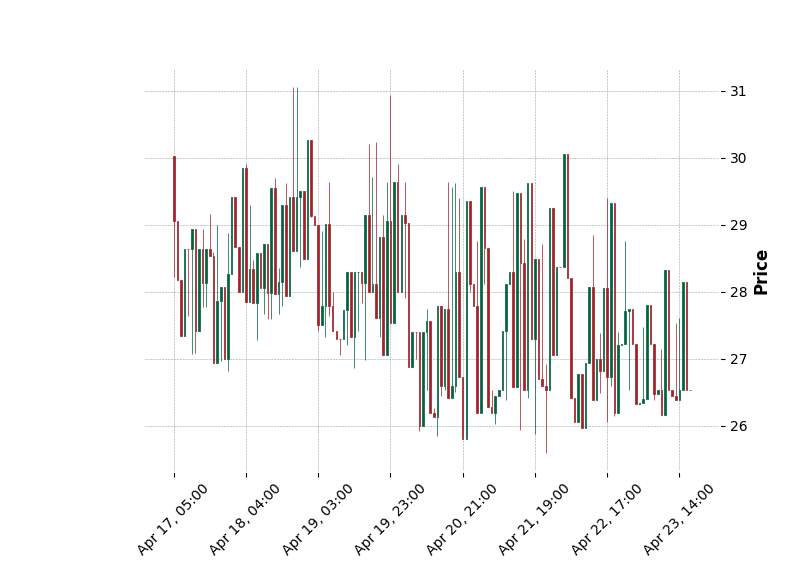 31
30
29
28
27
26
Price
Apr 17, 05:00
Apr 18, 04:00
Apr 19, 03:00
Apr 19, 23:00
Apr 20, 21:00
Apr 21, 19:00
Apr 22, 17:00
Apr 23, 14:00